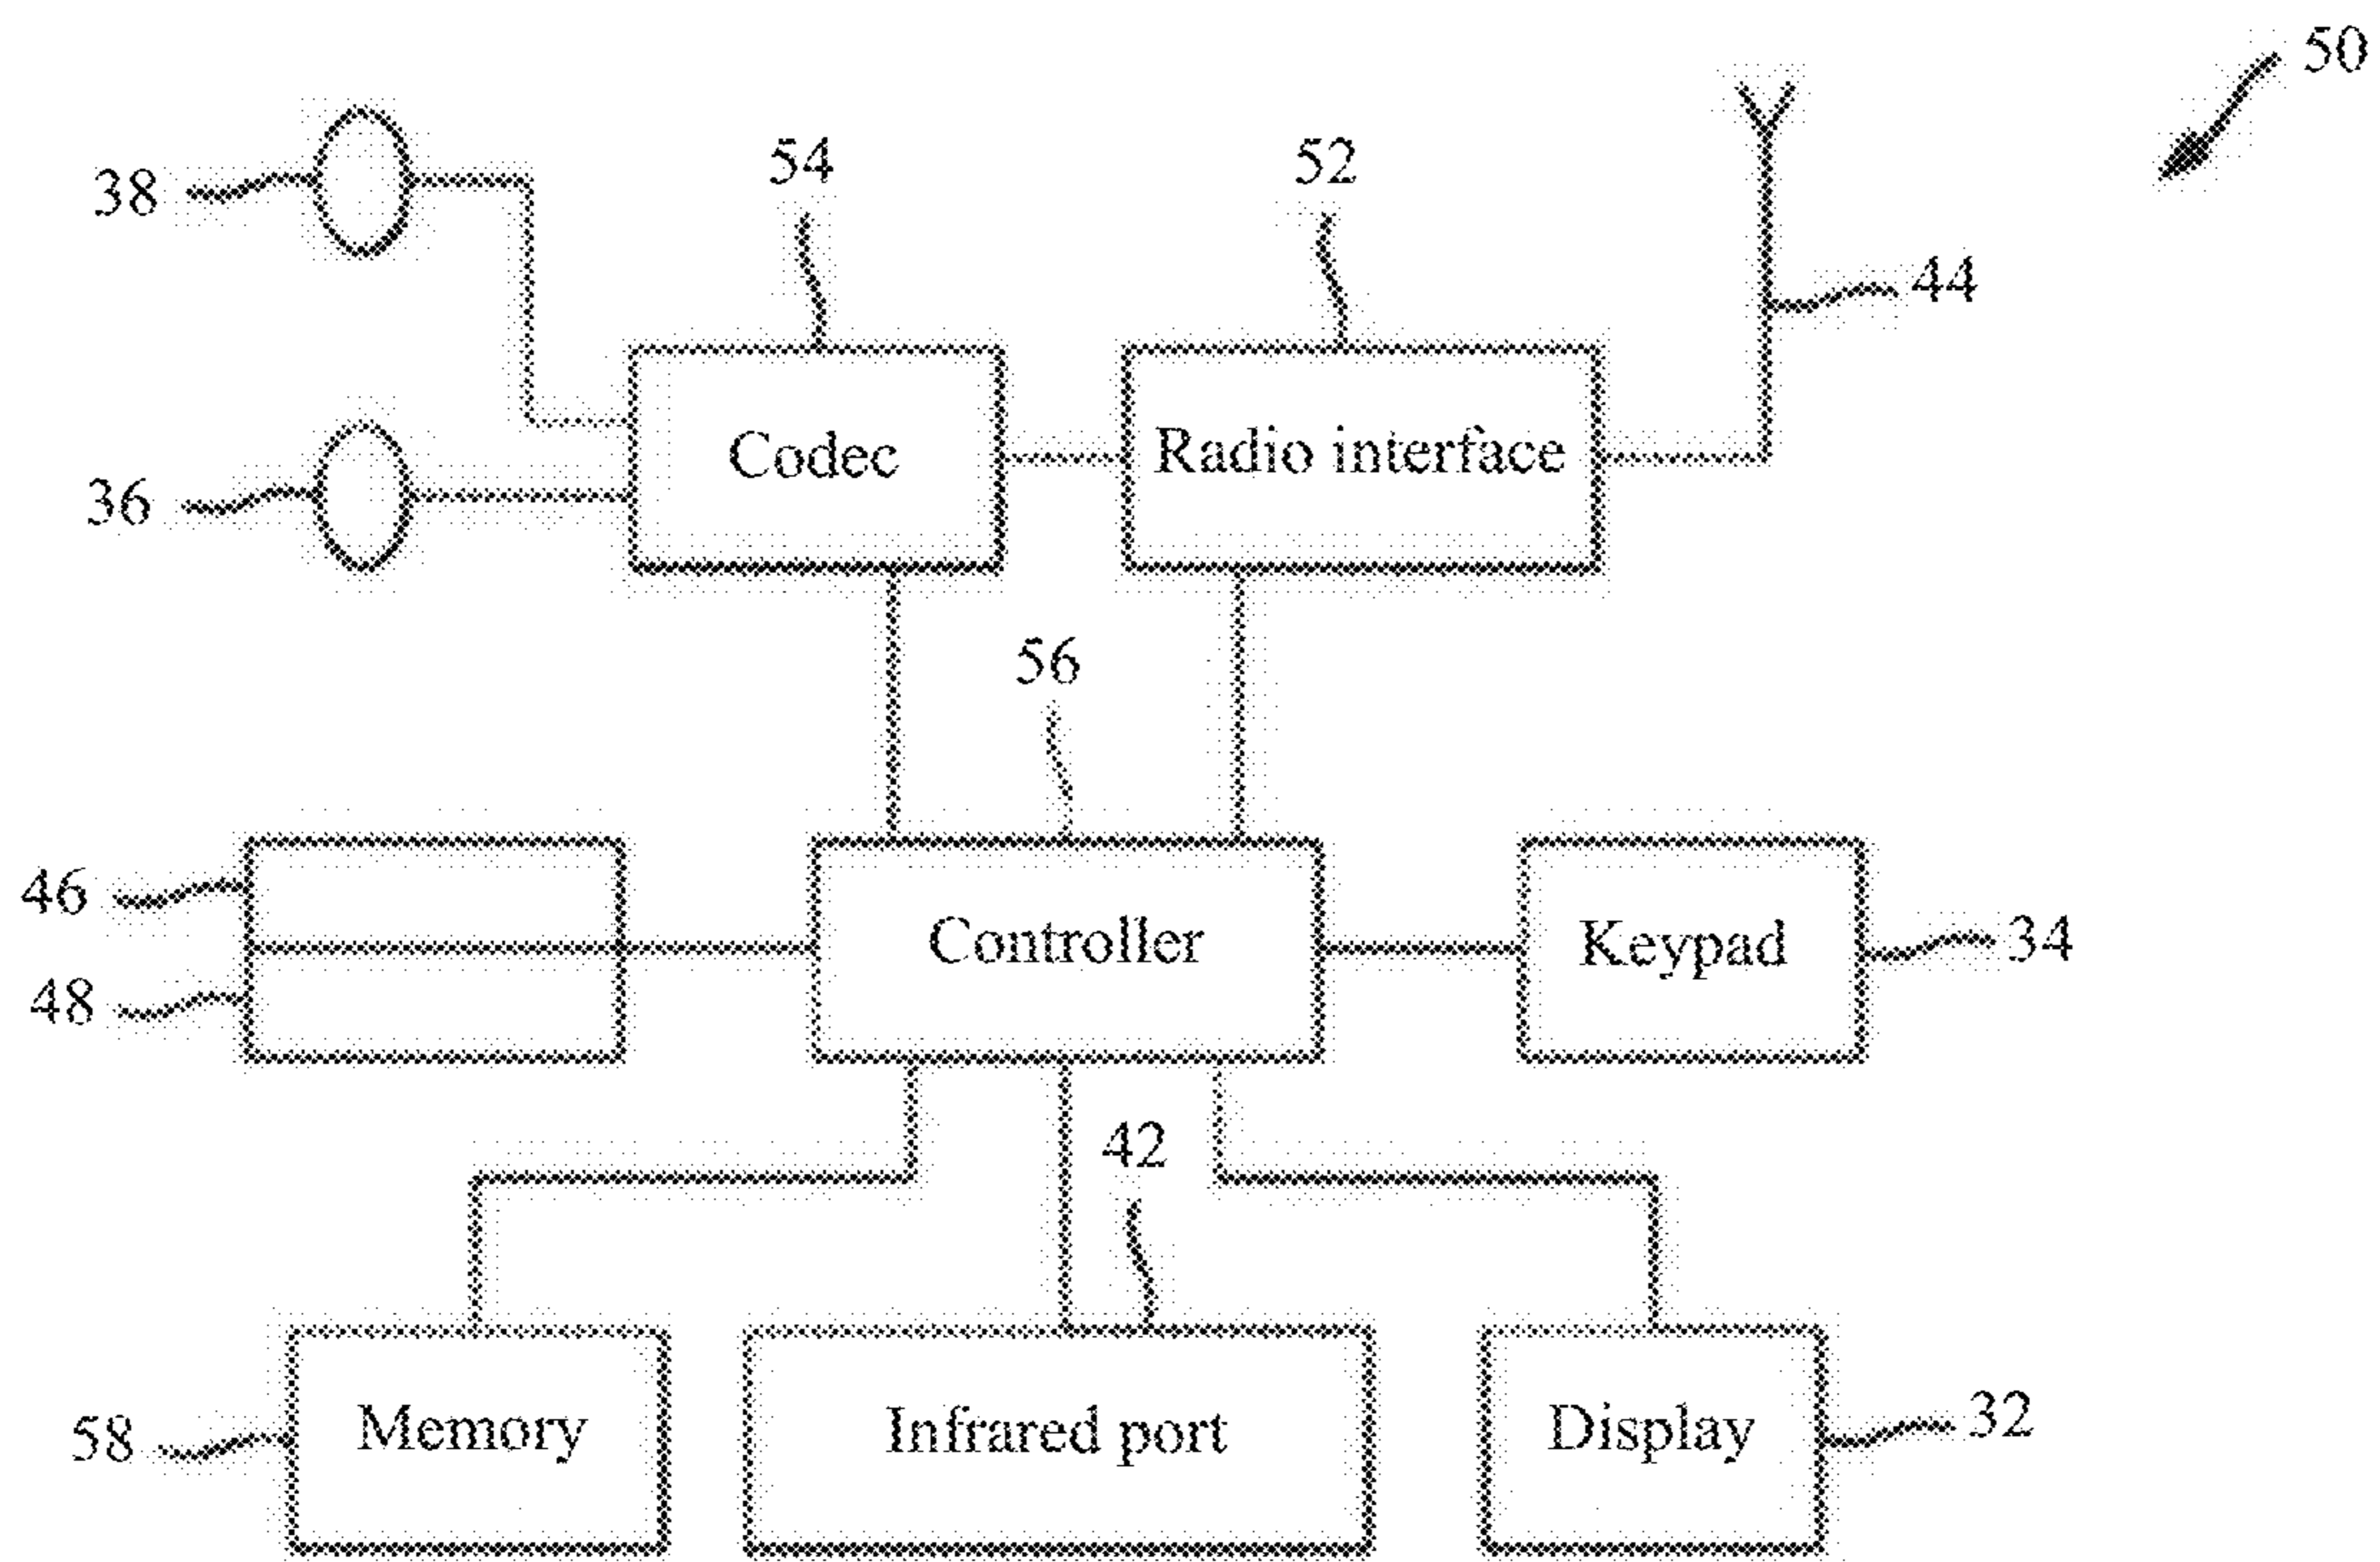 50
38
54
52
44
Codec
Radio interface
36
56
46
Controller
Keypad
34
48
42
58
Memory
Infrared port
Display
32